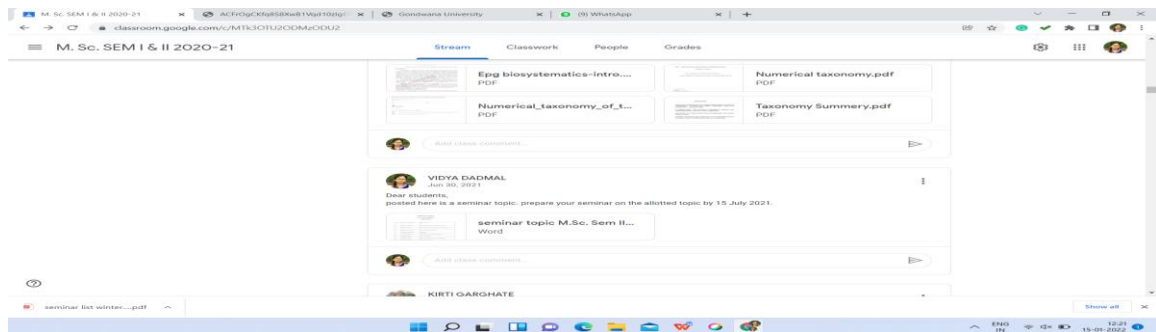 M. Sc. SEM I & II 2020-21
Gondwana University
(9) WhatsApp
classroom.google.com/c/MTk3OTU2ODMzODU2
M. Sc. SEM I & II 2020-21
Stream Classwork People Grades
Epg biosystematics-intro....
PDF
Numerical taxonomy.pdf
PDF
Numerical_taxonomy_of_t...
PDF
Taxonomy Summery.pdf
PDF
Add class comment...
VIDYA DADMAL
Jun 30, 2021
Dear students,
posted here is a seminar topic. prepare your seminar on the allotted topic by 15 July 2021.
seminar topic M.Sc. Sem II...
Word
Add class comment...
KIRTI GARGHATE
seminar list winter....pdf
Show all
ENG
IN
12:21
15-01-2022